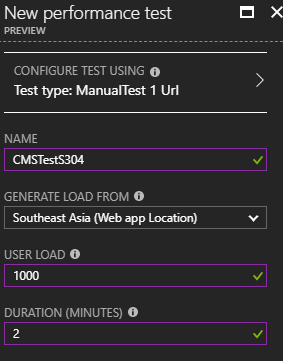 New performance test
PREVIEW
CONFIGURE TEST USING
Test type: ManualTest 1 Url
NAME
CMSTestS304
GENERATE LOAD FROM
Southeast Asia (Web app Location)
USER LOAD
1000
DURATION (MINUTES)
2